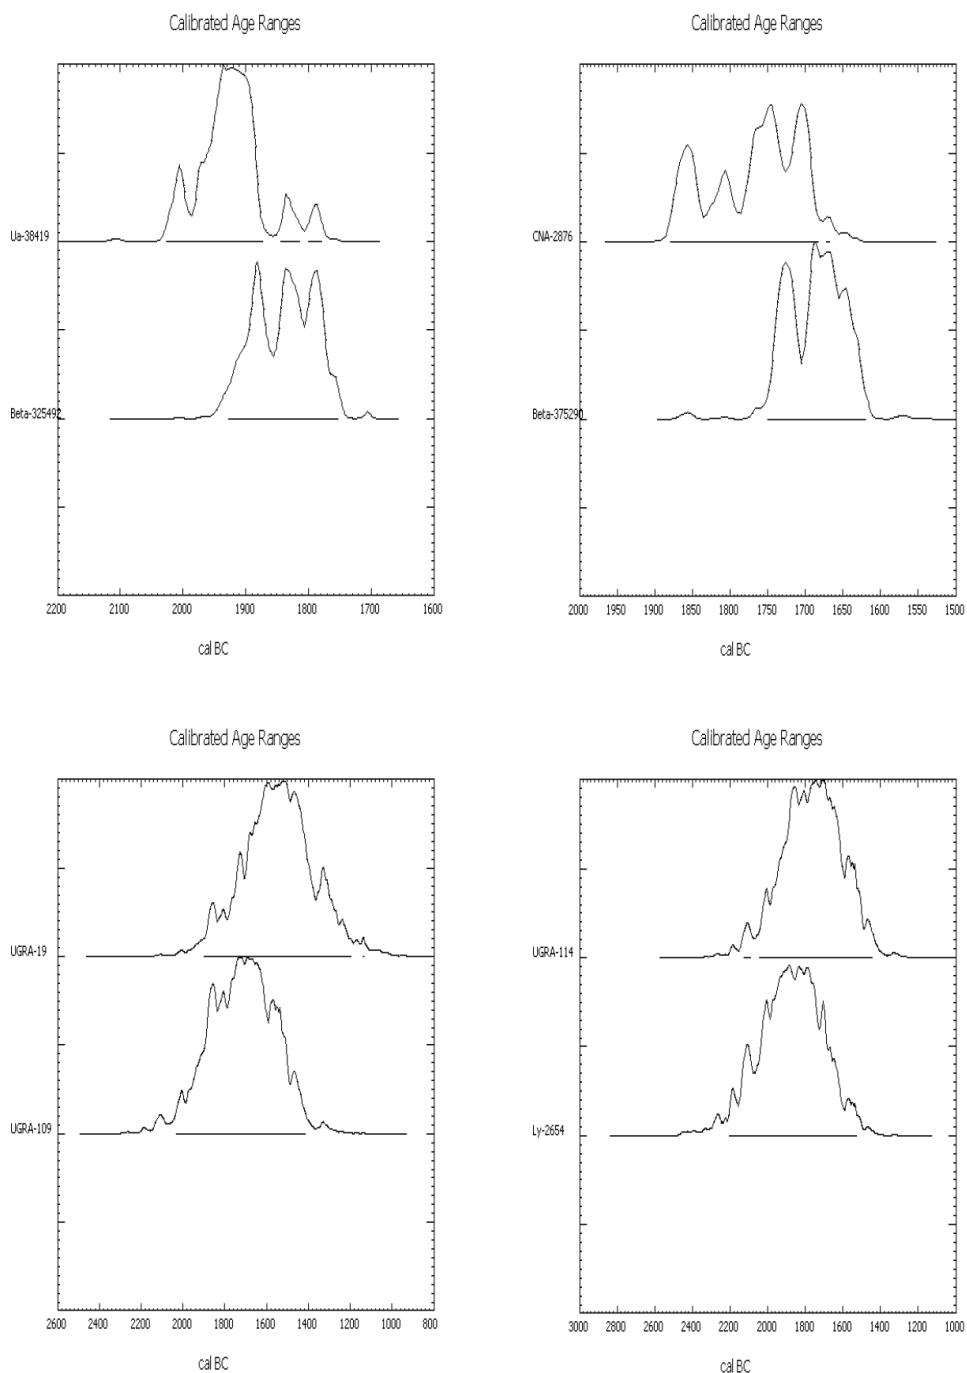 Calibrated Age Ranges
Ua-38419
Beta-325492
2200 2100 2000 1900 1800 1700 1600
cal BC
Calibrated Age Ranges
CNA-2876
Beta-375290
2000 1950 1900 1850 1800 1750 1700 1650 1600 1550 1500
cal BC
Calibrated Age Ranges
UGRA-19
UGRA-109
2600 2400 2200 2000 1800 1600 1400 1200 1000 800
cal BC
Calibrated Age Ranges
UGRA-114
Ly-2654
3000 2800 2600 2400 2200 2000 1800 1600 1400 1200 1000
cal BC